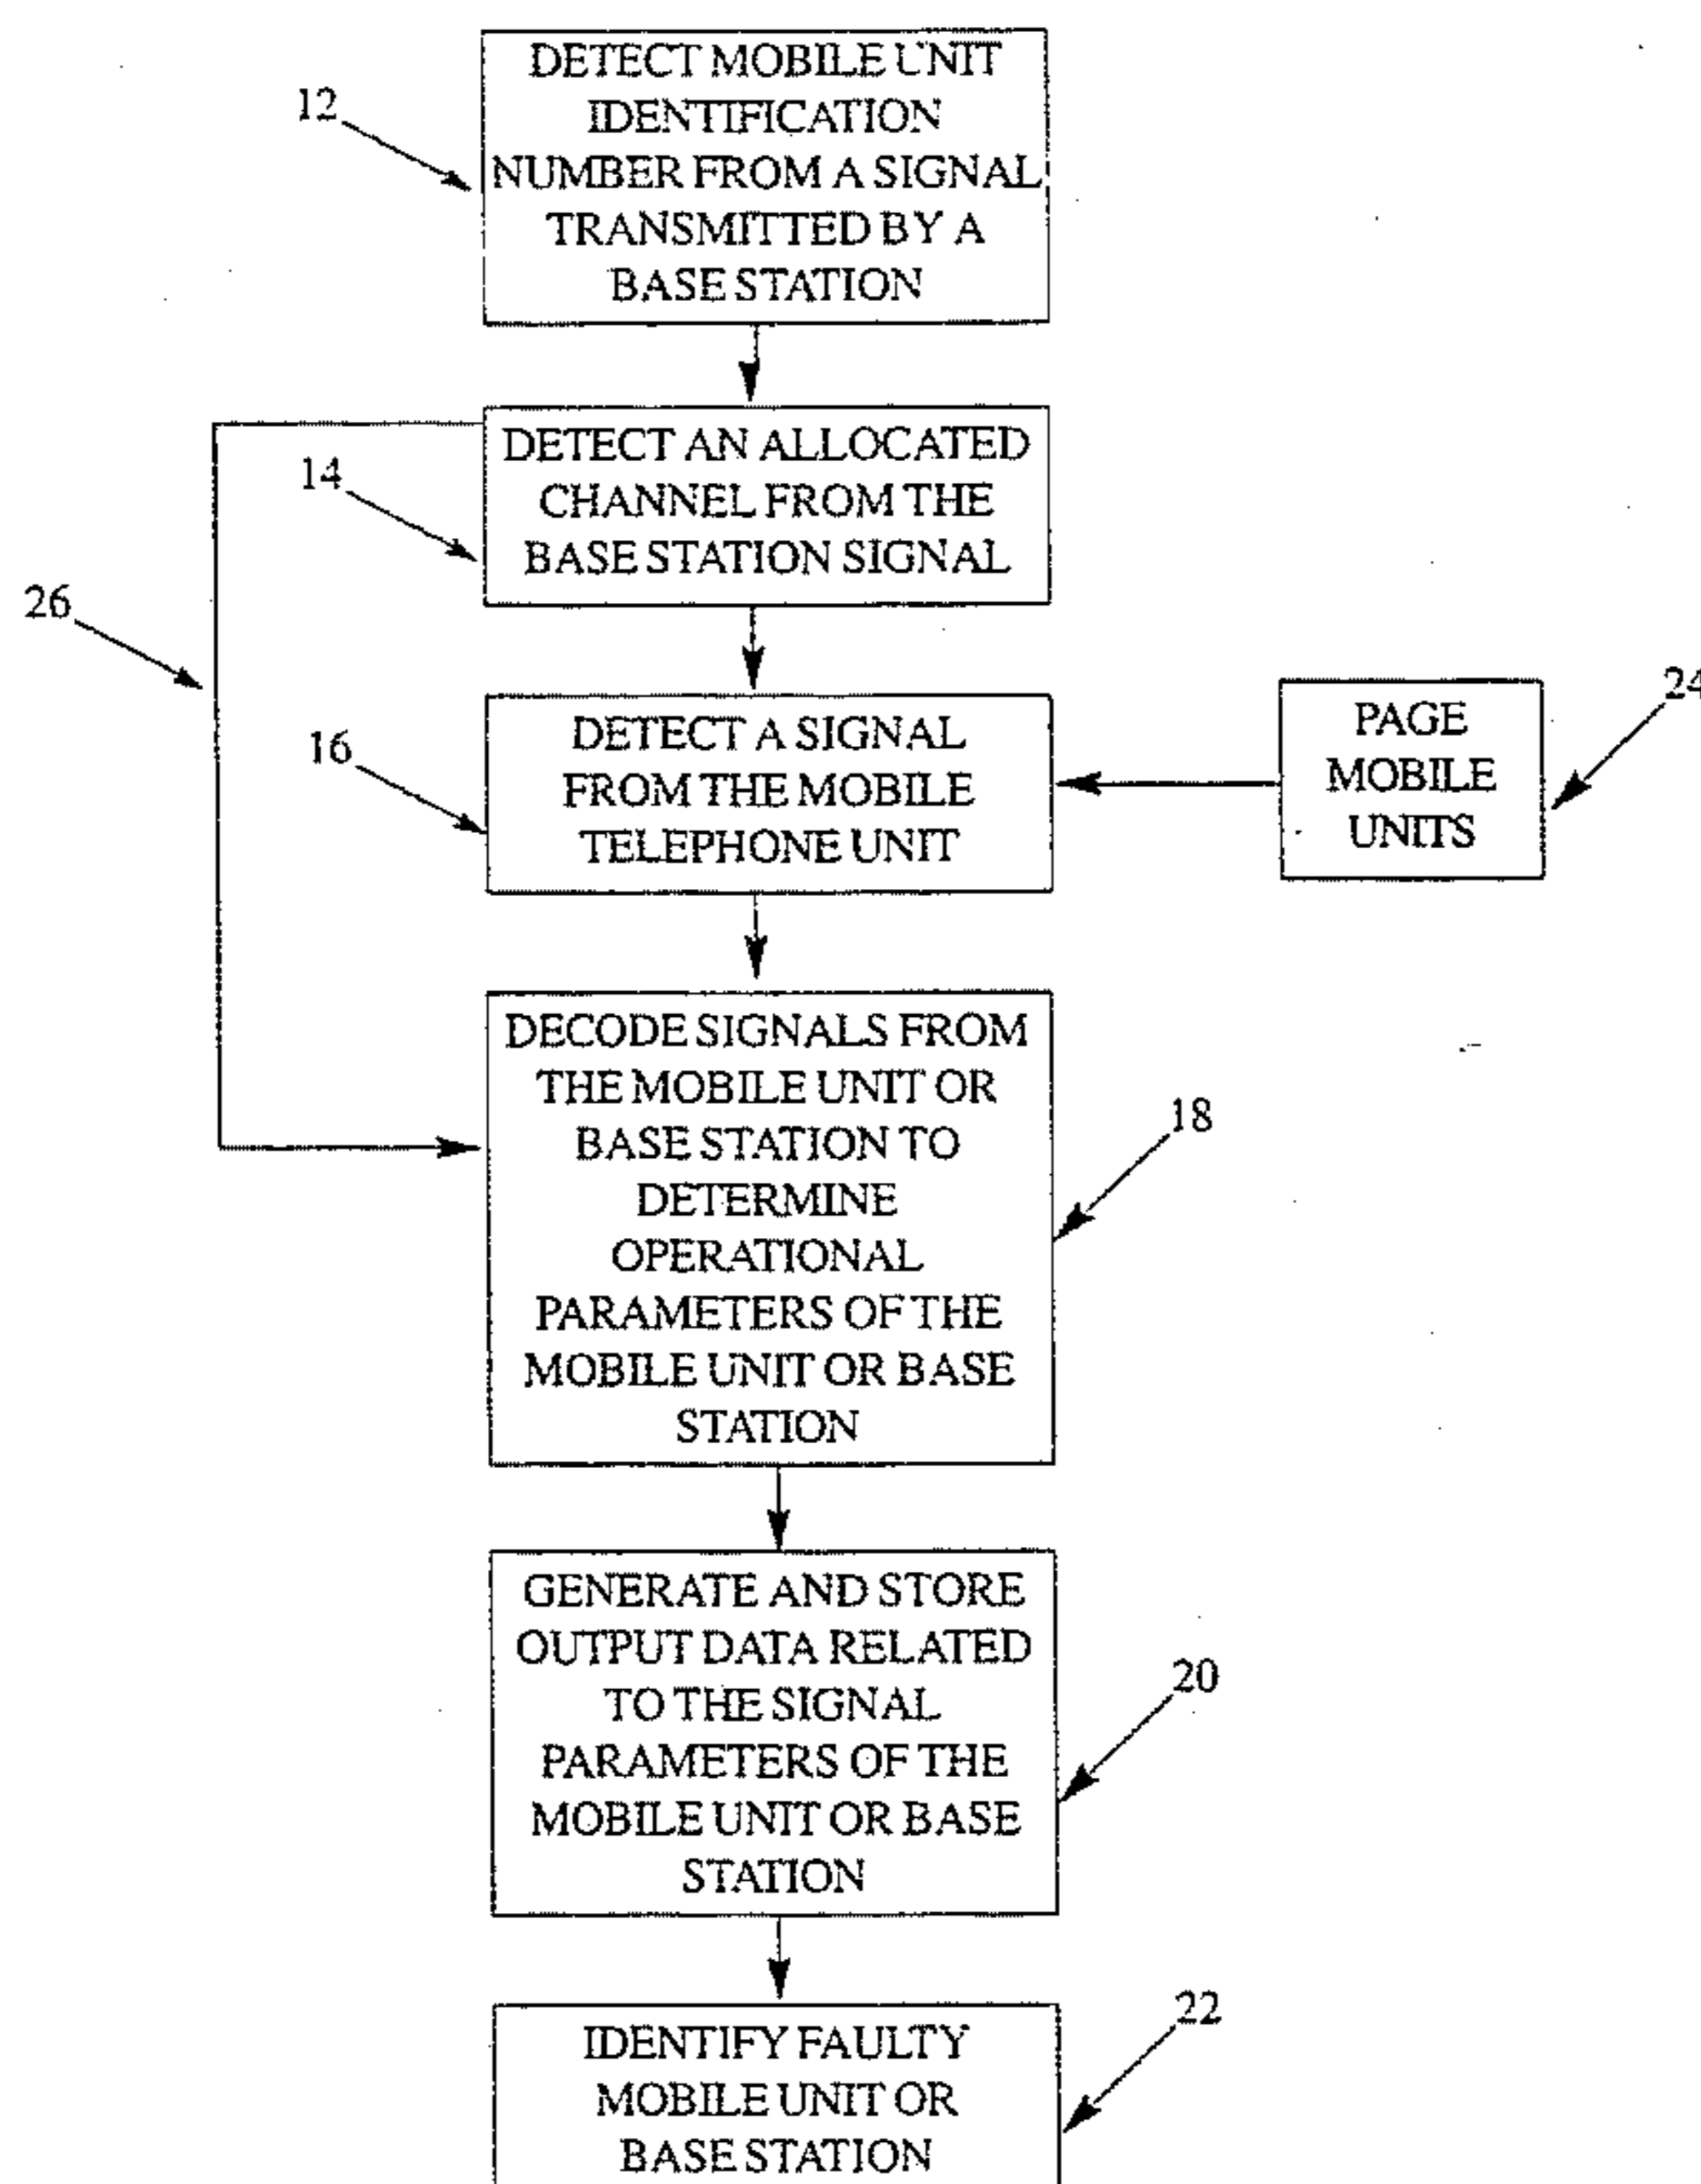 DETECT MOBILE UNIT
IDENTIFICATION
NUMBER FROM A SIGNAL
TRANSMITTED BY A
BASE STATION
12
DETECT AN ALLOCATED
CHANNEL FROM THE
BASE STATION SIGNAL
14
26
DETECT A SIGNAL
FROM THE MOBILE
TELEPHONE UNIT
16
PAGE
MOBILE
UNITS
24
DECODE SIGNALS FROM
THE MOBILE UNIT OR
BASE STATION TO
DETERMINE
OPERATIONAL
PARAMETERS OF THE
MOBILE UNIT OR BASE
STATION
18
GENERATE AND STORE
OUTPUT DATA RELATED
TO THE SIGNAL
PARAMETERS OF THE
MOBILE UNIT OR BASE
STATION
20
IDENTIFY FAULTY
MOBILE UNIT OR
BASE STATION
22